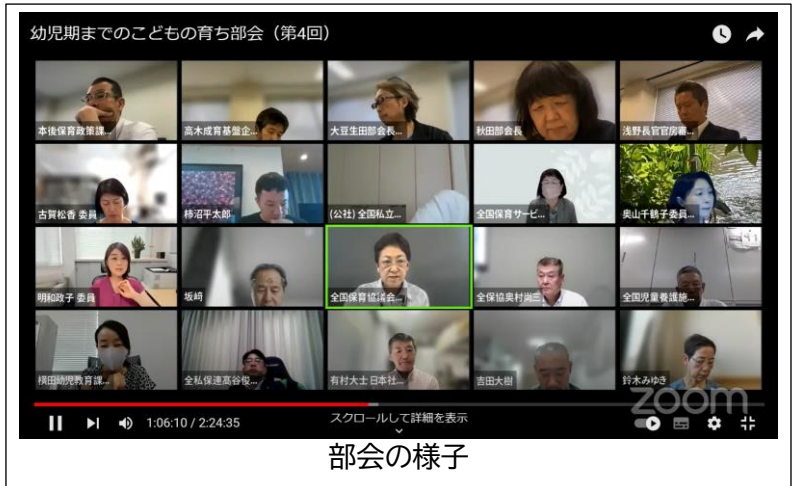 幼児期までのこどもの育ち部会（第4回）
本後保育政策課...
高木成育基盤企...
大豆生田部会長...
秋田部会長
浅野長官官房審...
古賀松香 委員
柿沼平太郎
(公社) 全国私立...
全国保育サービ...
奥山千鶴子委員...
明和政子 委員
坂﨑
全国保育協議会...
全保協奥村尚三
全国児童養護施...
横田幼児教育課...
全私保連髙谷俊...
有村大士 日本社...
吉田大樹
鈴木みゆき
zoom
1:06:10 / 2:24:35
スクロールして詳細を表示
部会の様子